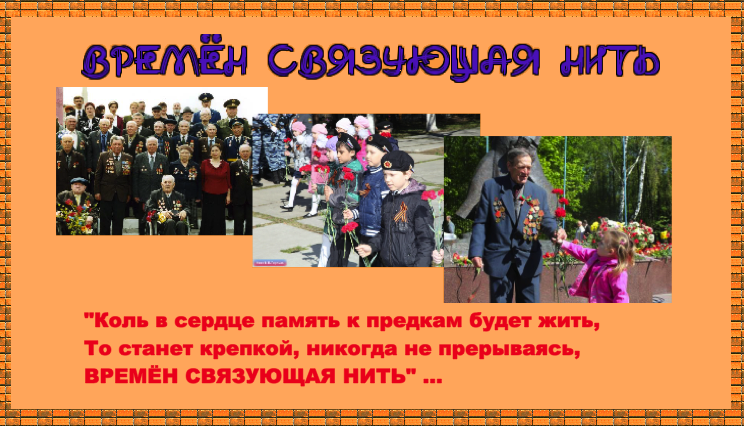 ВРЕМЁН СВЯЗУЮЩАЯ НИТЬ
"Коль в сердце память к предкам будет жить,
То станет крепкой, никогда не прерываясь,
ВРЕМЁН СВЯЗУЮЩАЯ НИТЬ" ...